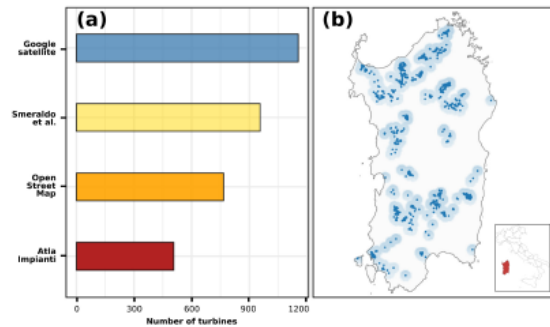 (a)
Google
satellite
Smeraldo
et al.
Open
Street
Map
Atla
Impianti
0 300 600 900 1200
Number of turbines
(b)